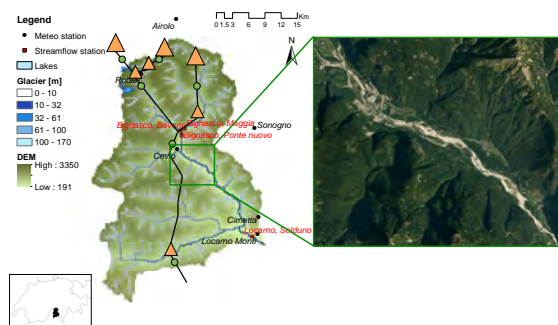 Legend
Meteo station
Streamflow station
Lakes
Glacier [m]
0 - 10
10 - 32
32 - 61
61 - 100
100 - 170
DEM
High : 3350
Low : 191
Airolo
0 1.5 3 6 9 12 15 Km
N
Bignasco, Bavona
Bignasco, Maggia
Bignasco, Ponte nuovo
Sonogno
Cevio
Cimetta
Locarno, Solduno
Locarno Monti